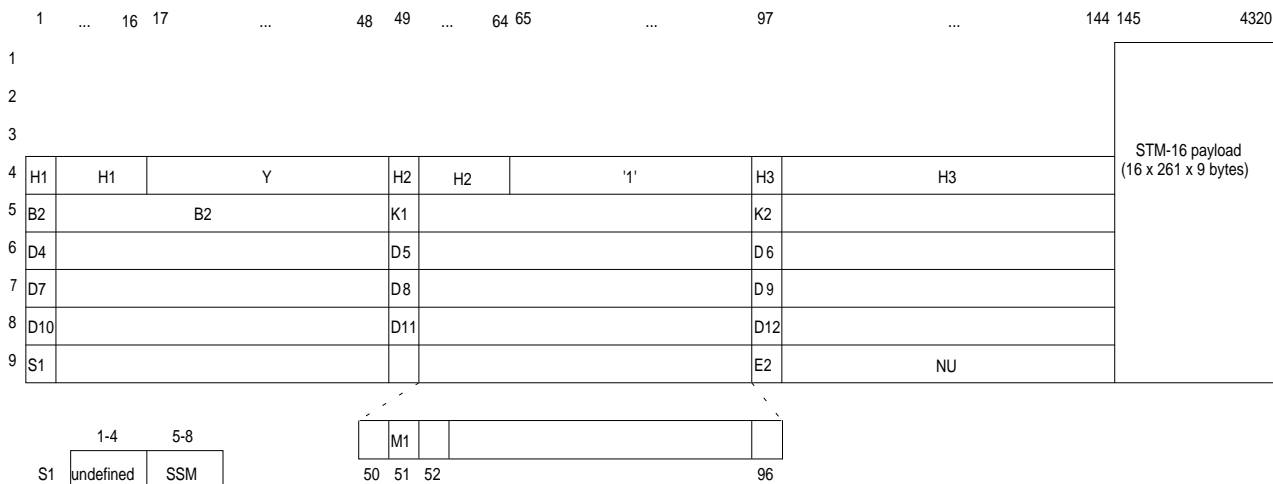 1 ... 16 17 ... 48 49 ... 64 65 ... 97 ... 144 145 4320
1
2
3
STM-16 payload
4 H1 H1 Y H2 H2 '1' H3 H3 (16 x 261 x 9 bytes)
5 B2 B2 K1 K2
6 D4 D5 D6
7 D7 D8 D9
8 D10 D11 D12
9 S1 E2 NU
1-4 5-8 M1
S1 undefined SSM 50 51 52 96